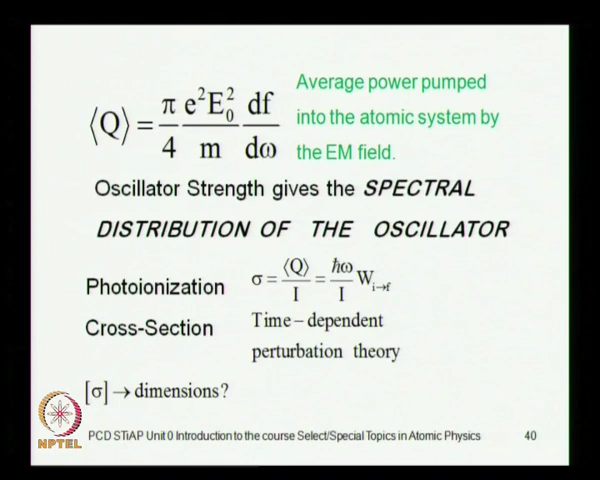 ⟨Q⟩ = π/4 e²E₀²/m df/dω
Average power pumped
into the atomic system by
the EM field.
Oscillator Strength gives the SPECTRAL
DISTRIBUTION OF THE OSCILLATOR
Photoionization
Cross-Section
σ = ⟨Q⟩/I = ħω/I W i→f
Time – dependent
perturbation theory
[σ] → dimensions?
NPTEL
PCD STiAP Unit 0 Introduction to the course Select/Special Topics in Atomic Physics 40